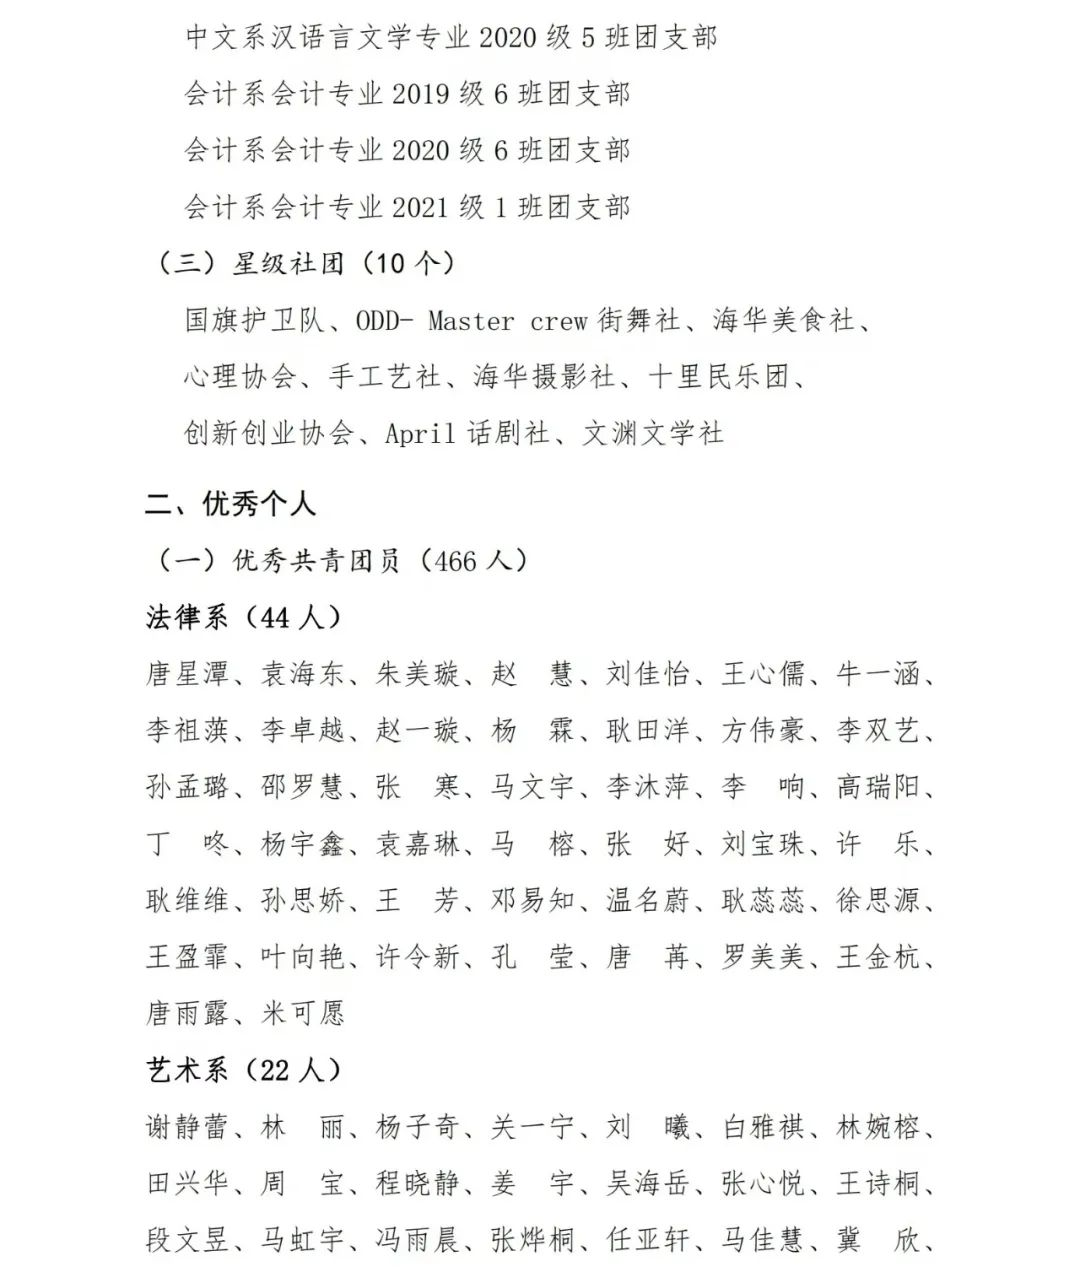 中文系汉语言文学专业 2020 级 5 班团支部
会计系会计专业 2019 级 6 班团支部
会计系会计专业 2020 级 6 班团支部
会计系会计专业 2021 级 1 班团支部
（三）星级社团（10 个）
国旗护卫队、ODD- Master crew 街舞社、海华美食社、
心理协会、手工艺社、海华摄影社、十里民乐团、
创新创业协会、April 话剧社、文渊文学社
二、优秀个人
（一）优秀共青团员（466 人）
法律系（44 人）
唐星潭、袁海东、朱美璇、赵　慧、刘佳怡、王心儒、牛一涵、
李祖蒎、李卓越、赵一璇、杨　霖、耿田洋、方伟豪、李双艺、
孙孟璐、邵罗慧、张　寒、马文宇、李沐萍、李　响、高瑞阳、
丁　咚、杨宇鑫、袁嘉琳、马　榕、张　好、刘宝珠、许　乐、
耿维维、孙思娇、王　芳、邓易知、温名蔚、耿蕊蕊、徐思源、
王盈霏、叶向艳、许令新、孔　莹、唐　苒、罗美美、王金杭、
唐雨露、米可愿
艺术系（22 人）
谢静蕾、林　丽、杨子奇、关一宁、刘　曦、白雅祺、林婉榕、
田兴华、周　宝、程晓静、姜　宇、吴海岳、张心悦、王诗桐、
段文昱、马虹宇、冯雨晨、张烨桐、任亚轩、马佳慧、冀　欣、